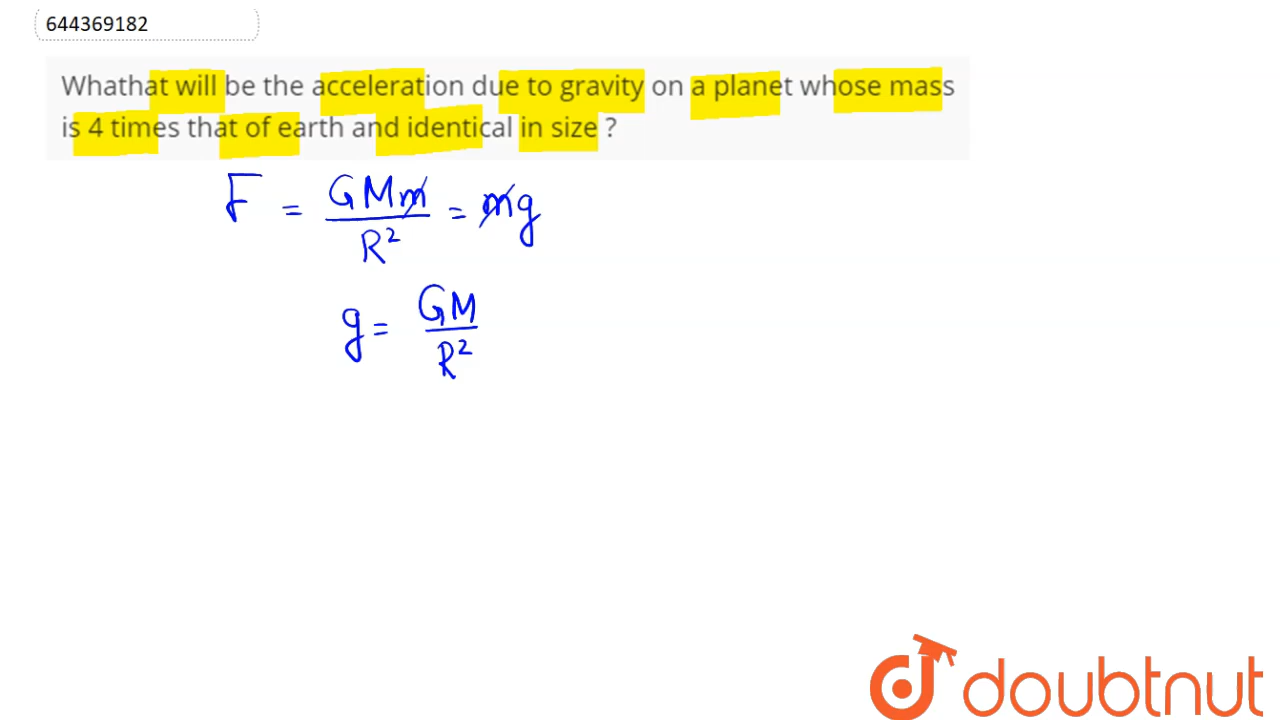 644369182
Whathat will be the acceleration due to gravity on a planet whose mass
is 4 times that of earth and identical in size ?
F = GMm/R² = mg
g = GM/R²
doubtnut